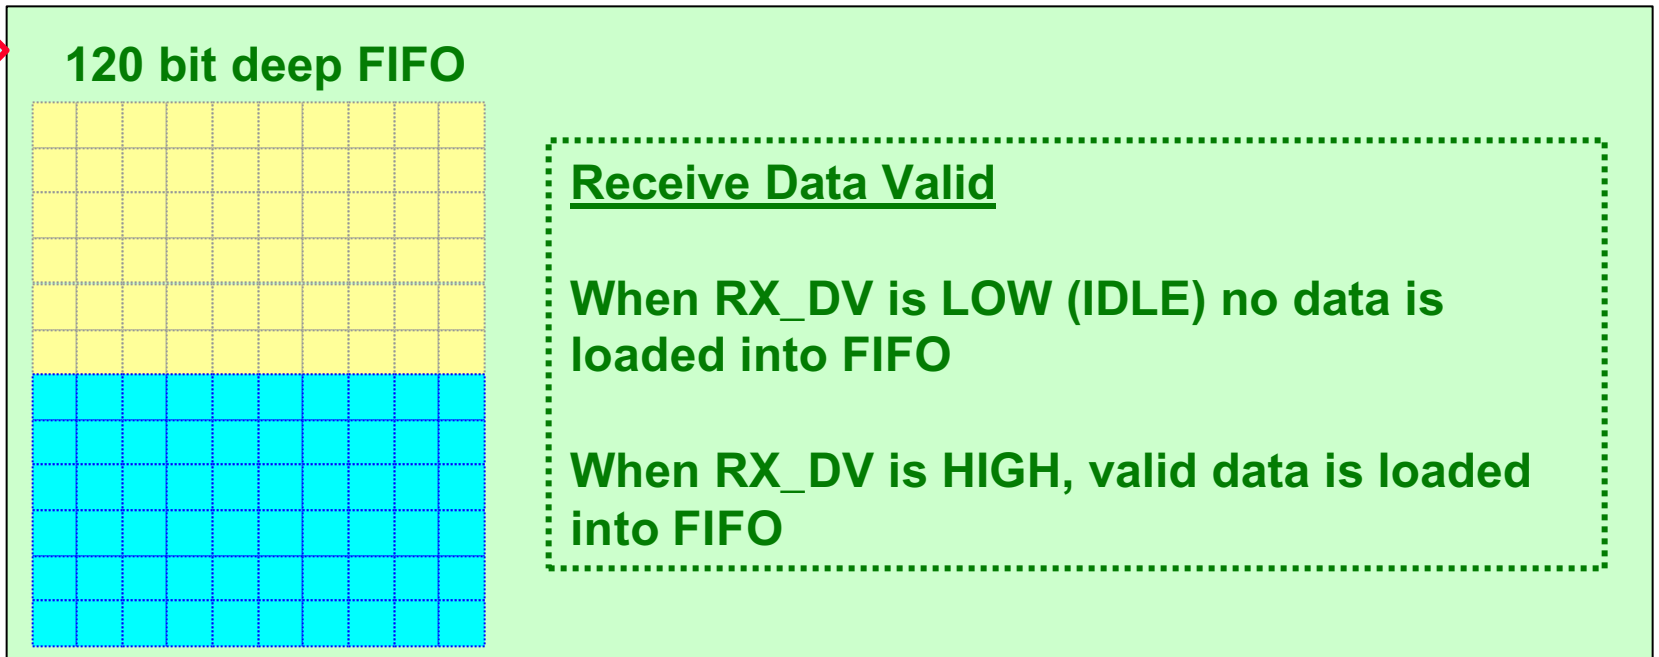 120 bit deep FIFO
Receive Data Valid
When RX_DV is LOW (IDLE) no data is
loaded into FIFO
When RX_DV is HIGH, valid data is loaded
into FIFO